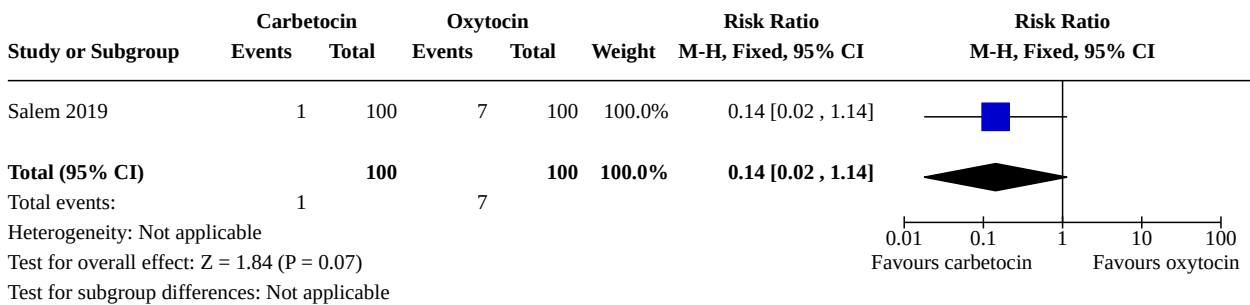 Carbetocin Oxytocin Risk Ratio Risk Ratio
Study or Subgroup Events Total Events Total Weight M-H, Fixed, 95% CI M-H, Fixed, 95% CI
Salem 2019 1 100 7 100 100.0% 0.14 [0.02 , 1.14]
Total (95% CI) 100 100 100.0% 0.14 [0.02 , 1.14]
Total events: 1 7
Heterogeneity: Not applicable
Test for overall effect: Z = 1.84 (P = 0.07)
Test for subgroup differences: Not applicable
0.01 0.1 1 10 100
Favours carbetocin Favours oxytocin